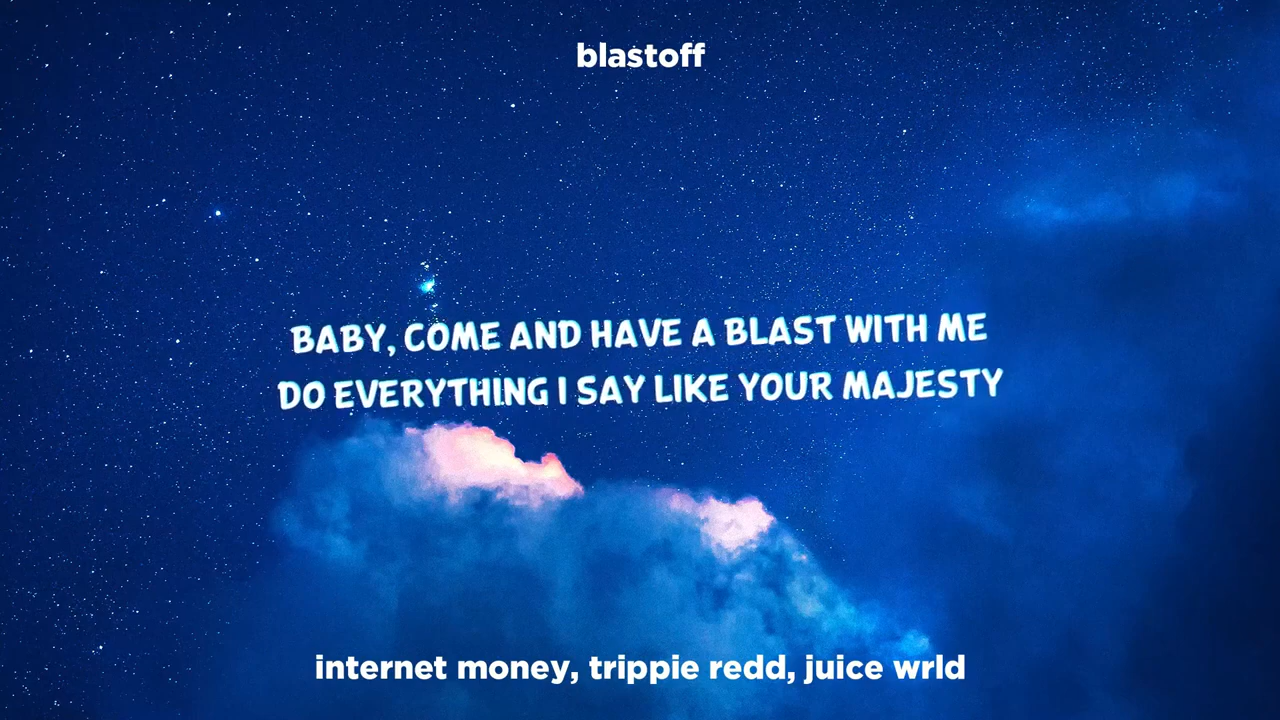 blastoff
BABY, COME AND HAVE A BLAST WITH ME
DO EVERYTHING I SAY LIKE YOUR MAJESTY
internet money, trippie redd, juice wrld